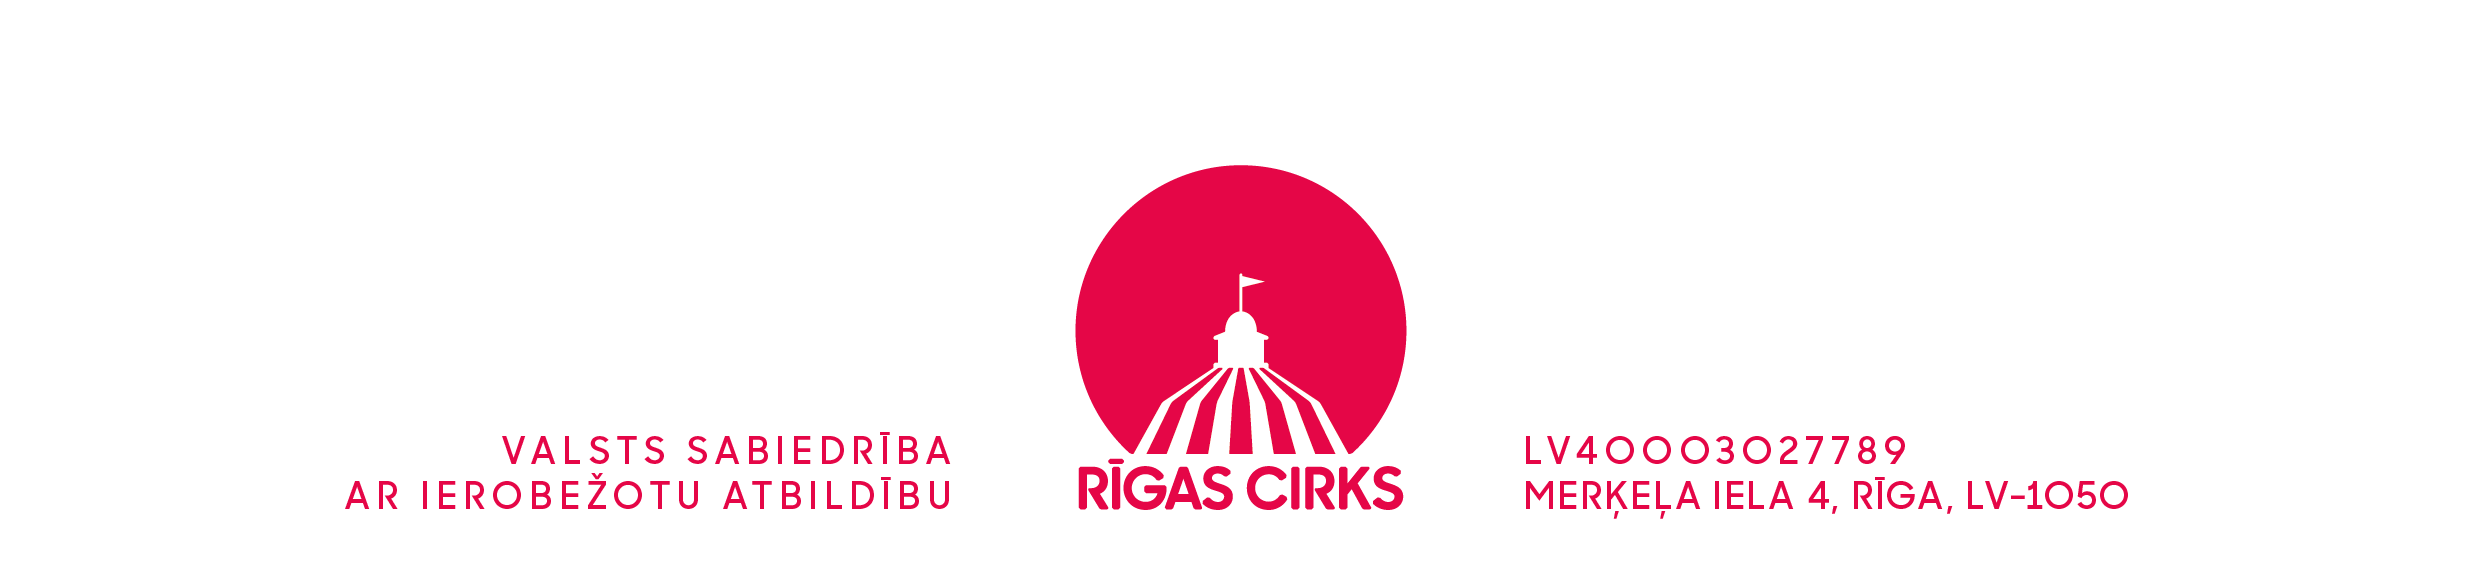 VALSTS SABIEDRĪBA
AR IEROBEŽOTU ATBILDĪBU
RĪGAS CIRKS
LV40003027789
MERĶEĻA IELA 4, RĪGA, LV-1050